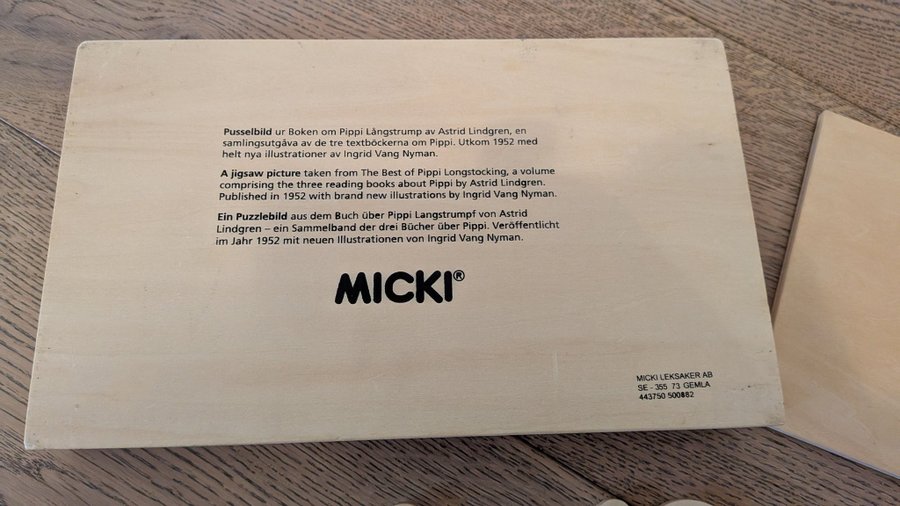 Pusselbild ur Boken om Pippi Långstrump av Astrid Lindgren, en
samlingsutgåva av de tre textböckerna om Pippi. Utkom 1952 med
helt nya illustrationer av Ingrid Vang Nyman.
A jigsaw picture taken from The Best of Pippi Longstocking, a volume
comprising the three reading books about Pippi by Astrid Lindgren.
Published in 1952 with brand new illustrations by Ingrid Vang Nyman.
Ein Puzzlebild aus dem Buch über Pippi Langstrumpf von Astrid
Lindgren – ein Sammelband der drei Bücher über Pippi. Veröffentlicht
im Jahr 1952 mit neuen Illustrationen von Ingrid Vang Nyman.
MICKI®
MICKI LEKSAKER AB
SE - 355 73 GEMLA
443750 500882